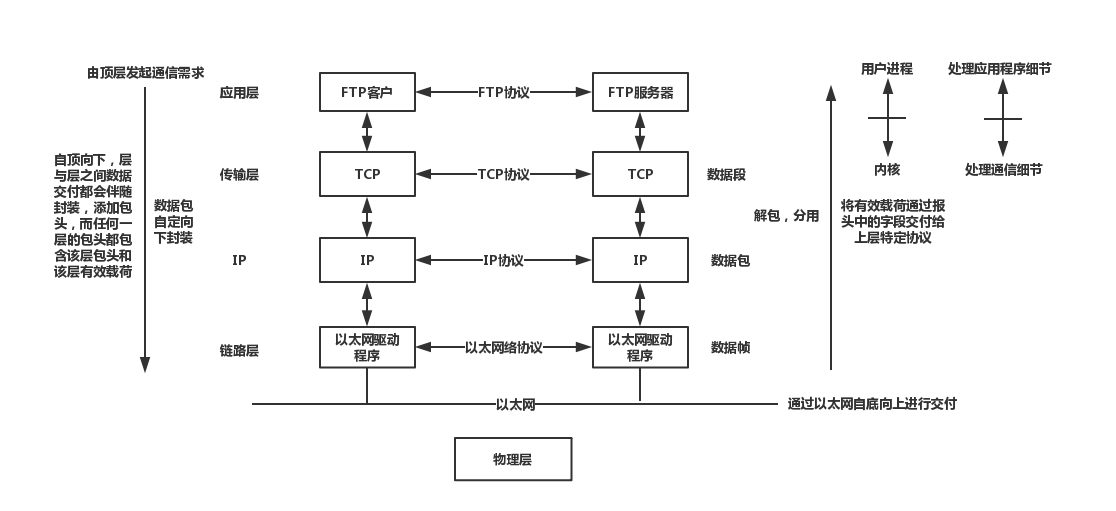 由顶层发起通信需求
自顶向下，层
与层之间数据
交付都会伴随
封装，添加包
头，而任何一
层的包头都包
含该层包头和
该层有效载荷
数据包
自定向
下封装
应用层
FTP客户
FTP协议
FTP服务器
传输层
TCP
TCP协议
TCP
数据段
IP
IP
IP协议
IP
数据包
链路层
以太网驱动
程序
以太网络协议
以太网驱动
程序
数据帧
以太网
物理层
解包，分用
用户进程
内核
处理应用程序细节
处理通信细节
将有效载荷通过报
头中的字段交付给
上层特定协议
通过以太网自底向上进行交付